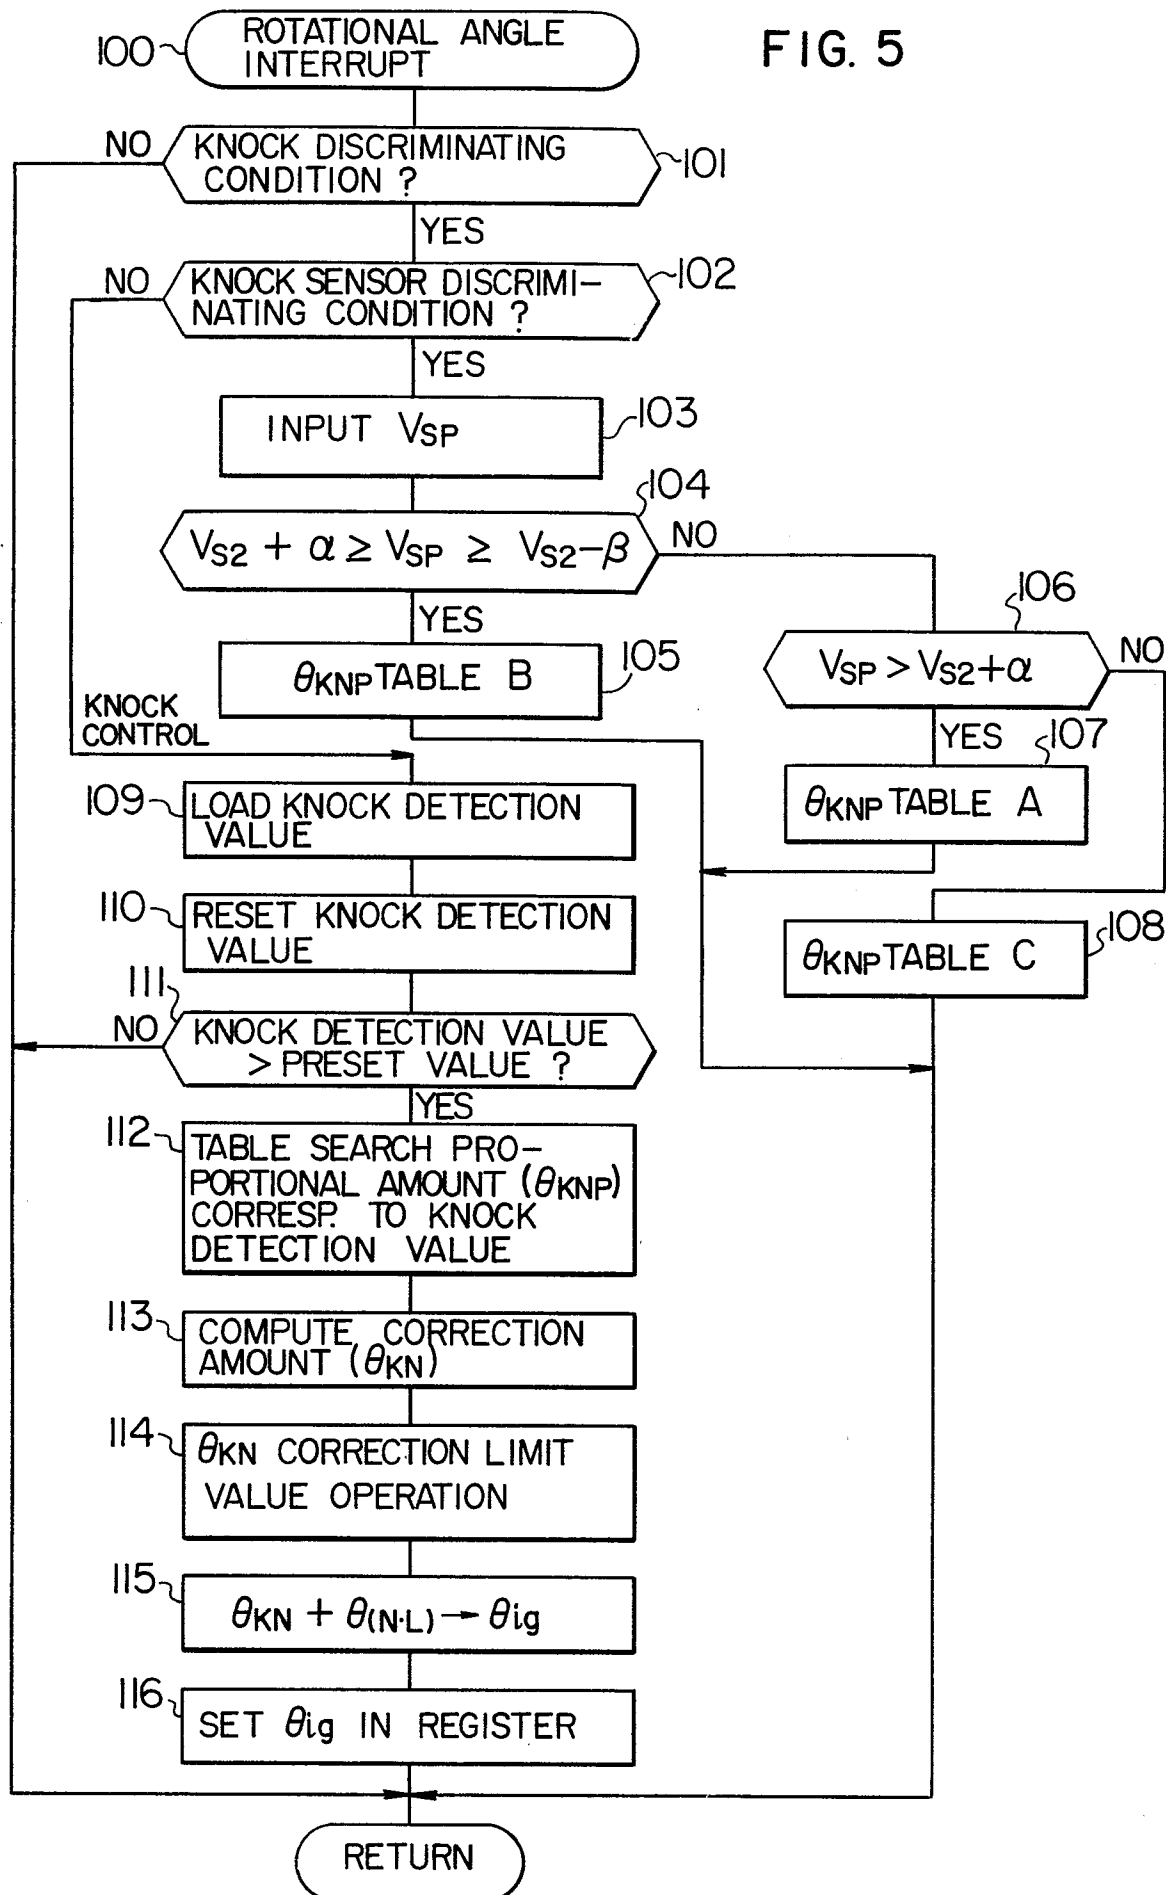 FIG. 5
100
ROTATIONAL ANGLE
INTERRUPT
NO
KNOCK DISCRIMINATING
CONDITION ?
101
YES
NO
KNOCK SENSOR DISCRIMI-
NATING CONDITION ?
102
YES
INPUT VSP
103
104
VS2 + α ≥ VSP ≥ VS2-β
NO
YES
106
VSP > VS2+α
NO
θKNP TABLE B
105
YES
107
θKNP TABLE A
KNOCK
CONTROL
109
LOAD KNOCK DETECTION
VALUE
110
RESET KNOCK DETECTION
VALUE
108
θKNP TABLE C
111
NO
KNOCK DETECTION VALUE
> PRESET VALUE ?
YES
112
TABLE SEARCH PRO-
PORTIONAL AMOUNT (θKNP)
CORRESP. TO KNOCK
DETECTION VALUE
113
COMPUTE CORRECTION
AMOUNT (θKN)
114
θKN CORRECTION LIMIT
VALUE OPERATION
115
θKN + θ(N·L) → θig
116
SET θig IN REGISTER
RETURN